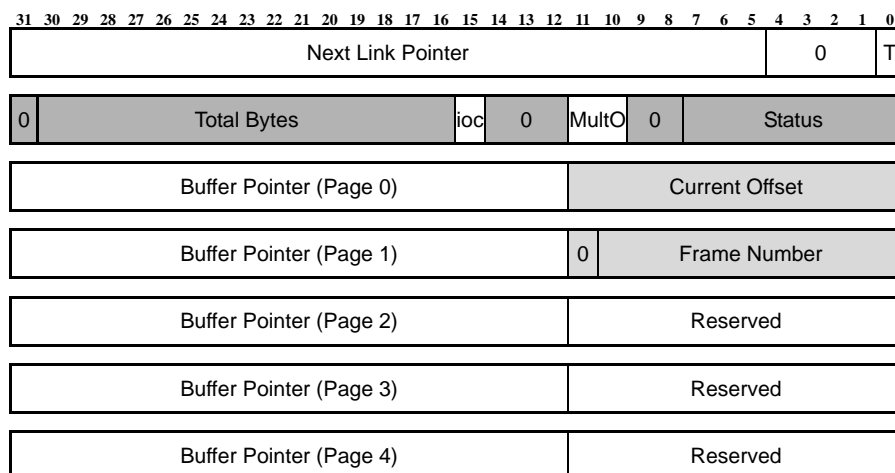 31 30 29 28 27 26 25 24 23 22 21 20 19 18 17 16 15 14 13 12 11 10 9 8 7 6 5 4 3 2 1 0
Next Link Pointer 0 T
0 Total Bytes ioc 0 MultO 0 Status
Buffer Pointer (Page 0) Current Offset
Buffer Pointer (Page 1) 0 Frame Number
Buffer Pointer (Page 2) Reserved
Buffer Pointer (Page 3) Reserved
Buffer Pointer (Page 4) Reserved